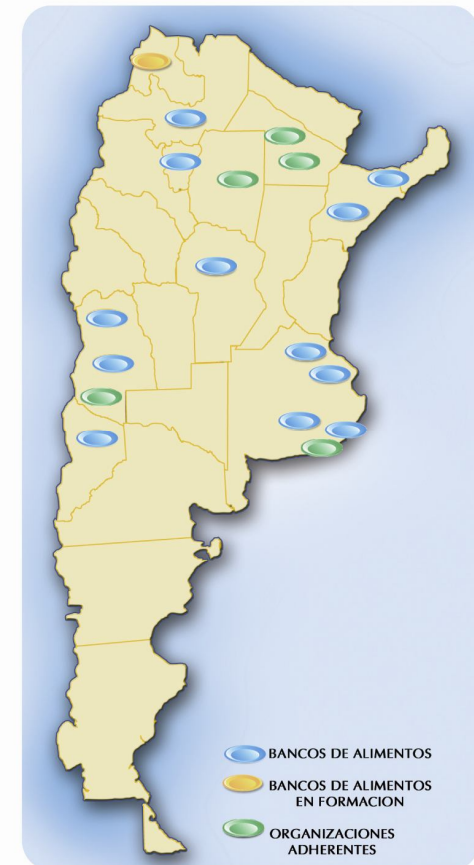 BANCOS DE ALIMENTOS
BANCOS DE ALIMENTOS
EN FORMACION
ORGANIZACIONES
ADHERENTES